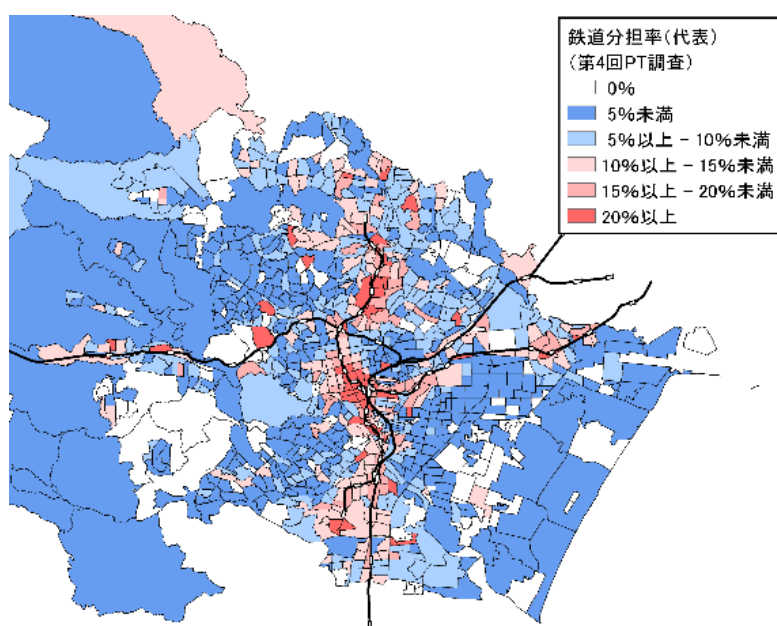 鉄道分担率(代表)
(第4回PT調査)
0%
5%未満
5%以上 - 10%未満
10%以上 - 15%未満
15%以上 - 20%未満
20%以上